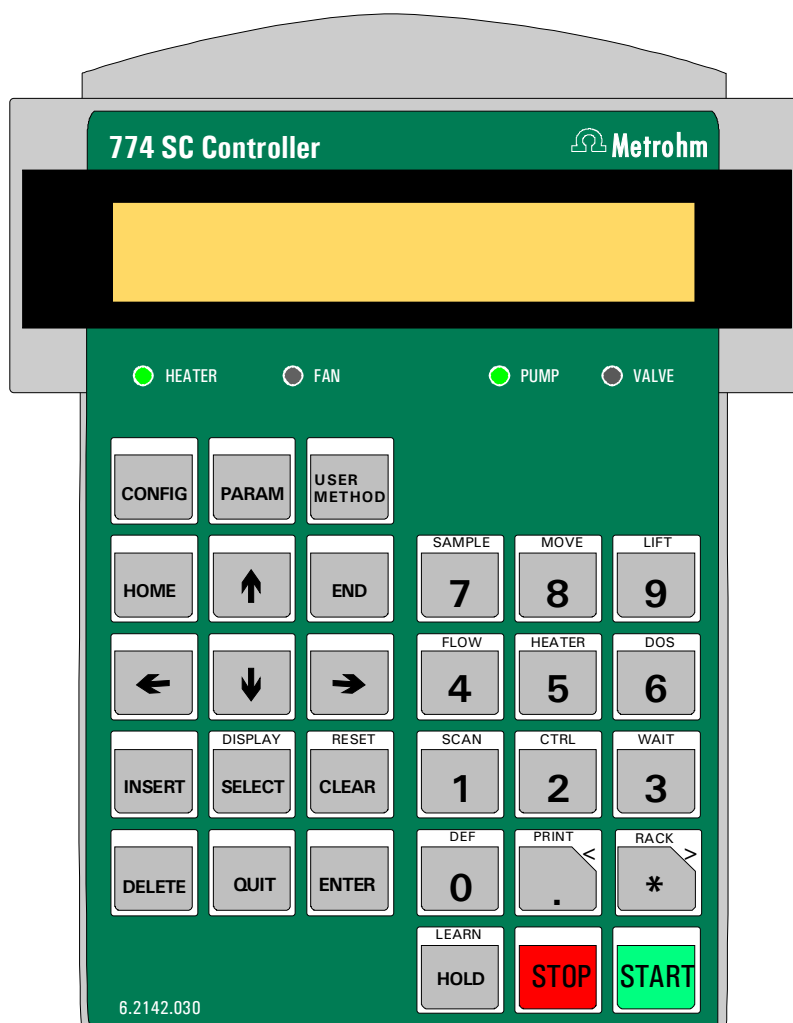 774 SC Controller Metrohm
HEATER FAN PUMP VALVE
CONFIG PARAM USER
METHOD
SAMPLE MOVE LIFT
HOME END 7 8 9
FLOW HEATER DOS
4 5 6
DISPLAY RESET SCAN CTRL WAIT
INSERT SELECT CLEAR 1 2 3
DEF PRINT < RACK >
DELETE QUIT ENTER 0 . *
LEARN
HOLD STOP START
6.2142.030